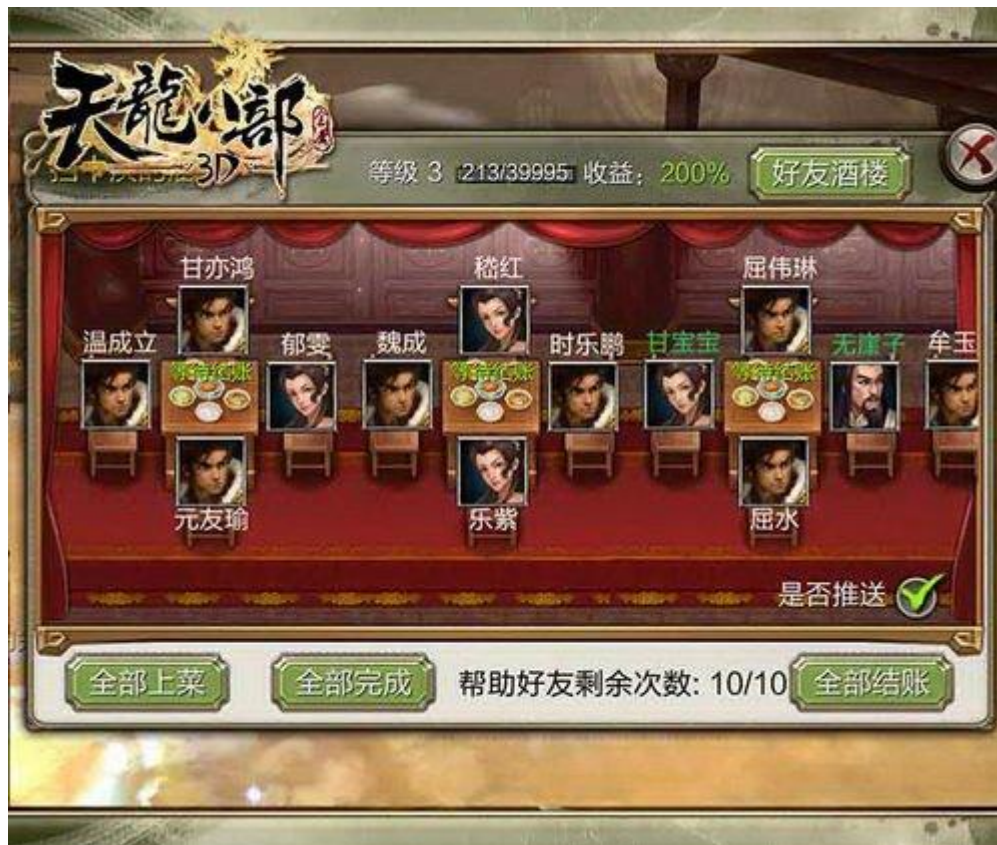 天龍八部
3D
等级 3 213/39995 收益: 200% 好友酒楼
甘亦鸿 嵇红 屈伟琳
温成立 郁雯 魏成 时乐鹏 甘宝宝 无崖子 牟玉
等待结账 等待结账 等待结账
元友瑜 乐紫 屈水
是否推送
全部上菜 全部完成 帮助好友剩余次数: 10/10 全部结账